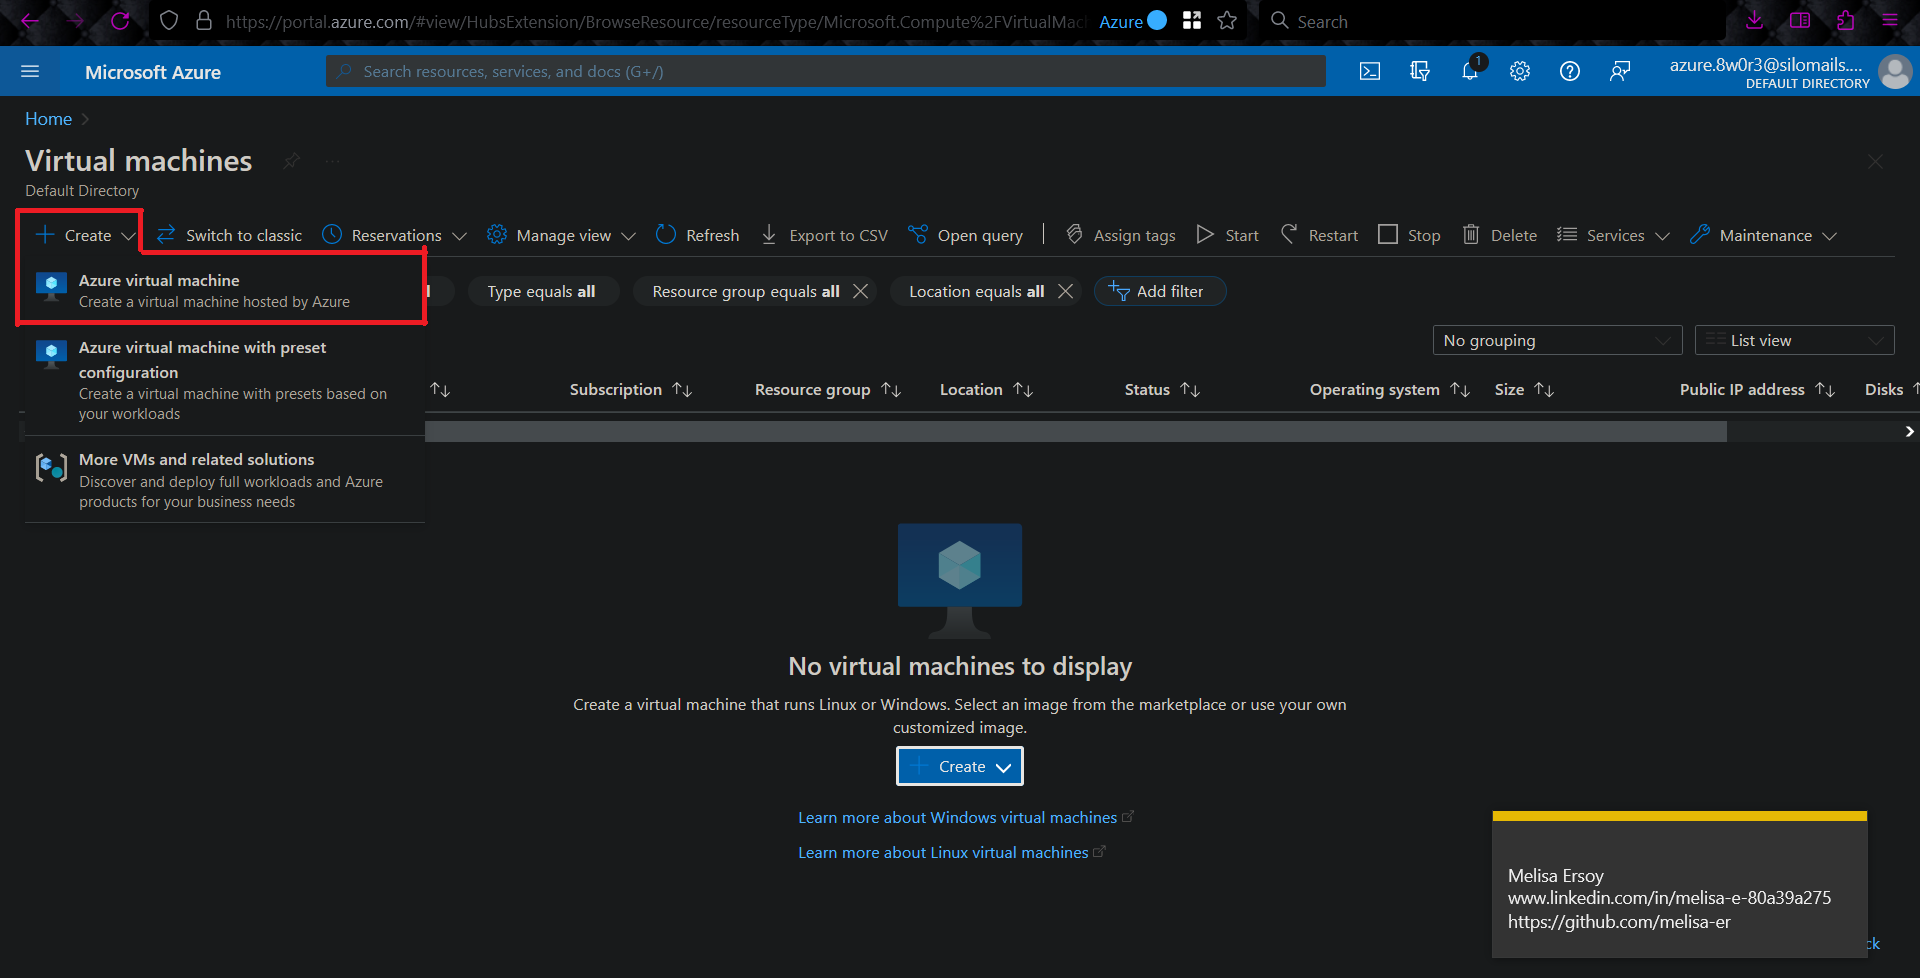 https://portal.azure.com/#view/HubsExtension/BrowseResource/resourceType/Microsoft.Compute%2FVirtualMac
Azure
Search
Microsoft Azure
Search resources, services, and docs (G+/)
1
azure.8w0r3@silomails....
DEFAULT DIRECTORY
Home
Virtual machines
Default Directory
Create
Switch to classic
Reservations
Manage view
Refresh
Export to CSV
Open query
Assign tags
Start
Restart
Stop
Delete
Services
Maintenance
Azure virtual machine
Create a virtual machine hosted by Azure
Type equals all
Resource group equals all
Location equals all
Add filter
Azure virtual machine with preset
configuration
Create a virtual machine with presets based on
your workloads
More VMs and related solutions
Discover and deploy full workloads and Azure
products for your business needs
No grouping
List view
Subscription
Resource group
Location
Status
Operating system
Size
Public IP address
Disks
No virtual machines to display
Create a virtual machine that runs Linux or Windows. Select an image from the marketplace or use your own
customized image.
Create
Learn more about Windows virtual machines
Learn more about Linux virtual machines
Melisa Ersoy
www.linkedin.com/in/melisa-e-80a39a275
https://github.com/melisa-er